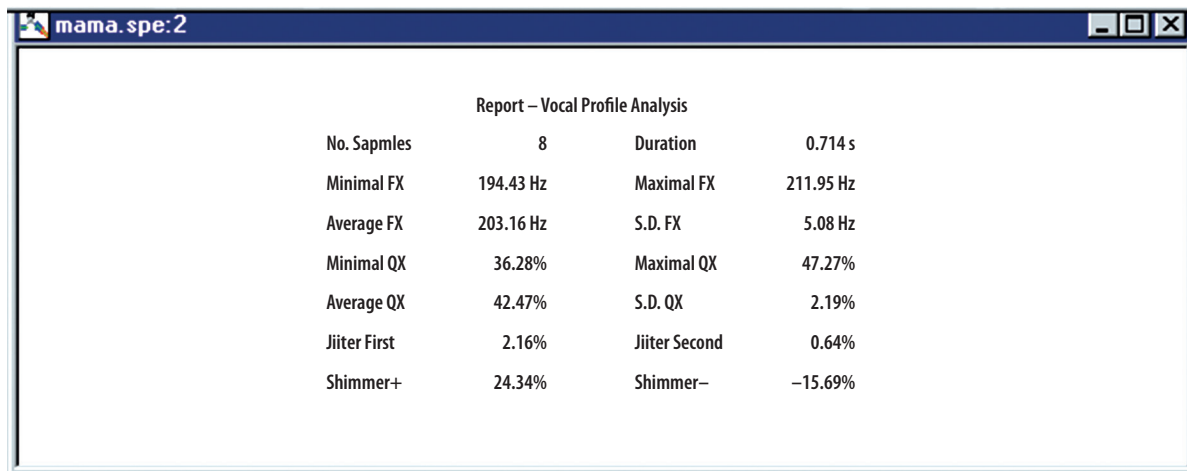 mama.spe:2
Report – Vocal Profile Analysis
No. Sapmles 8 Duration 0.714 s
Minimal FX 194.43 Hz Maximal FX 211.95 Hz
Average FX 203.16 Hz S.D. FX 5.08 Hz
Minimal QX 36.28% Maximal QX 47.27%
Average QX 42.47% S.D. QX 2.19%
Jiiter First 2.16% Jiiter Second 0.64%
Shimmer+ 24.34% Shimmer– –15.69%